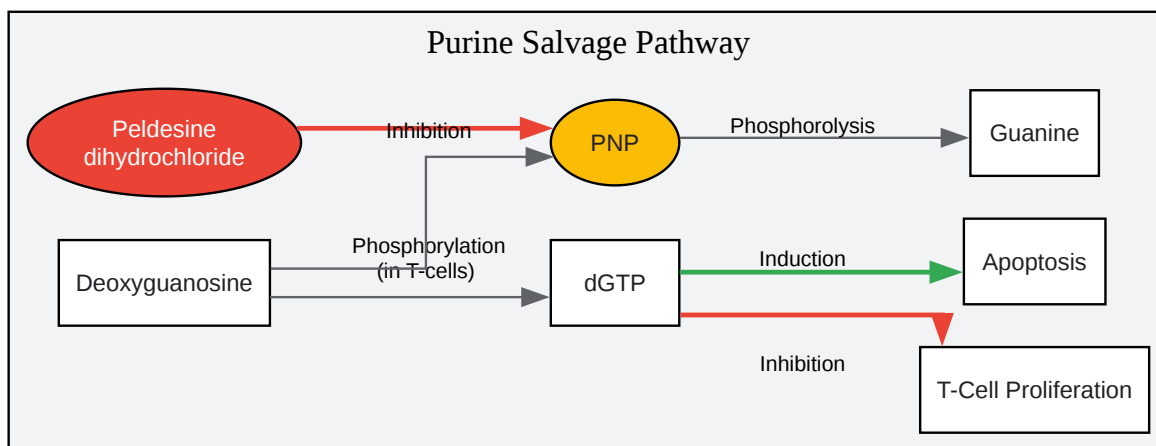 Purine Salvage Pathway
Peldesine
dihydrochloride
Inhibition
PNP
Phosphorolysis
Guanine
Deoxyguanosine
Phosphorylation
(in T-cells)
dGTP
Induction
Apoptosis
Inhibition
T-Cell Proliferation